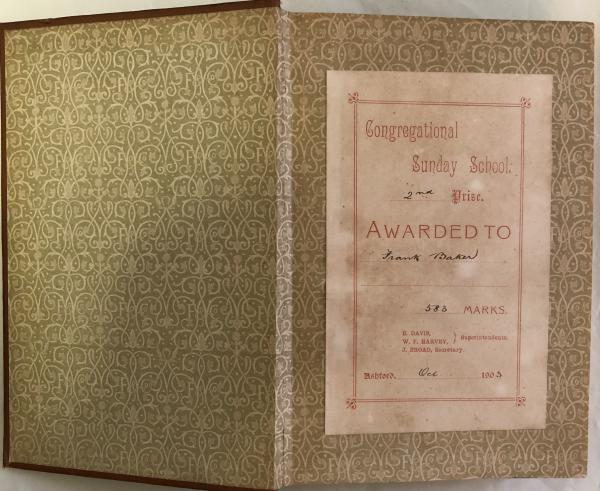 Congregational
Sunday School.
2nd Prize.
AWARDED TO
Frank Baker
583 MARKS.
E. DAVIS,
W. F. HARVEY, } Superintendents.
J. BROAD, Secretary.
Ashford, Oct 1903